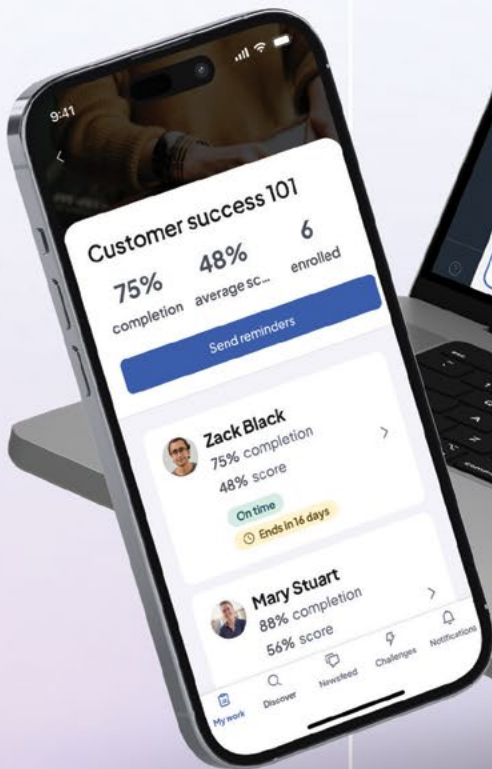 9:41
Customer success 101
75%
48%
6
completion
average sc...
enrolled
Send reminders
Zack Black
75% completion
48% score
On time
Ends in 16 days
Mary Stuart
88% completion
56% score
My work
Discover
Newsfeed
Challenges
Notifications
esc
A
Z